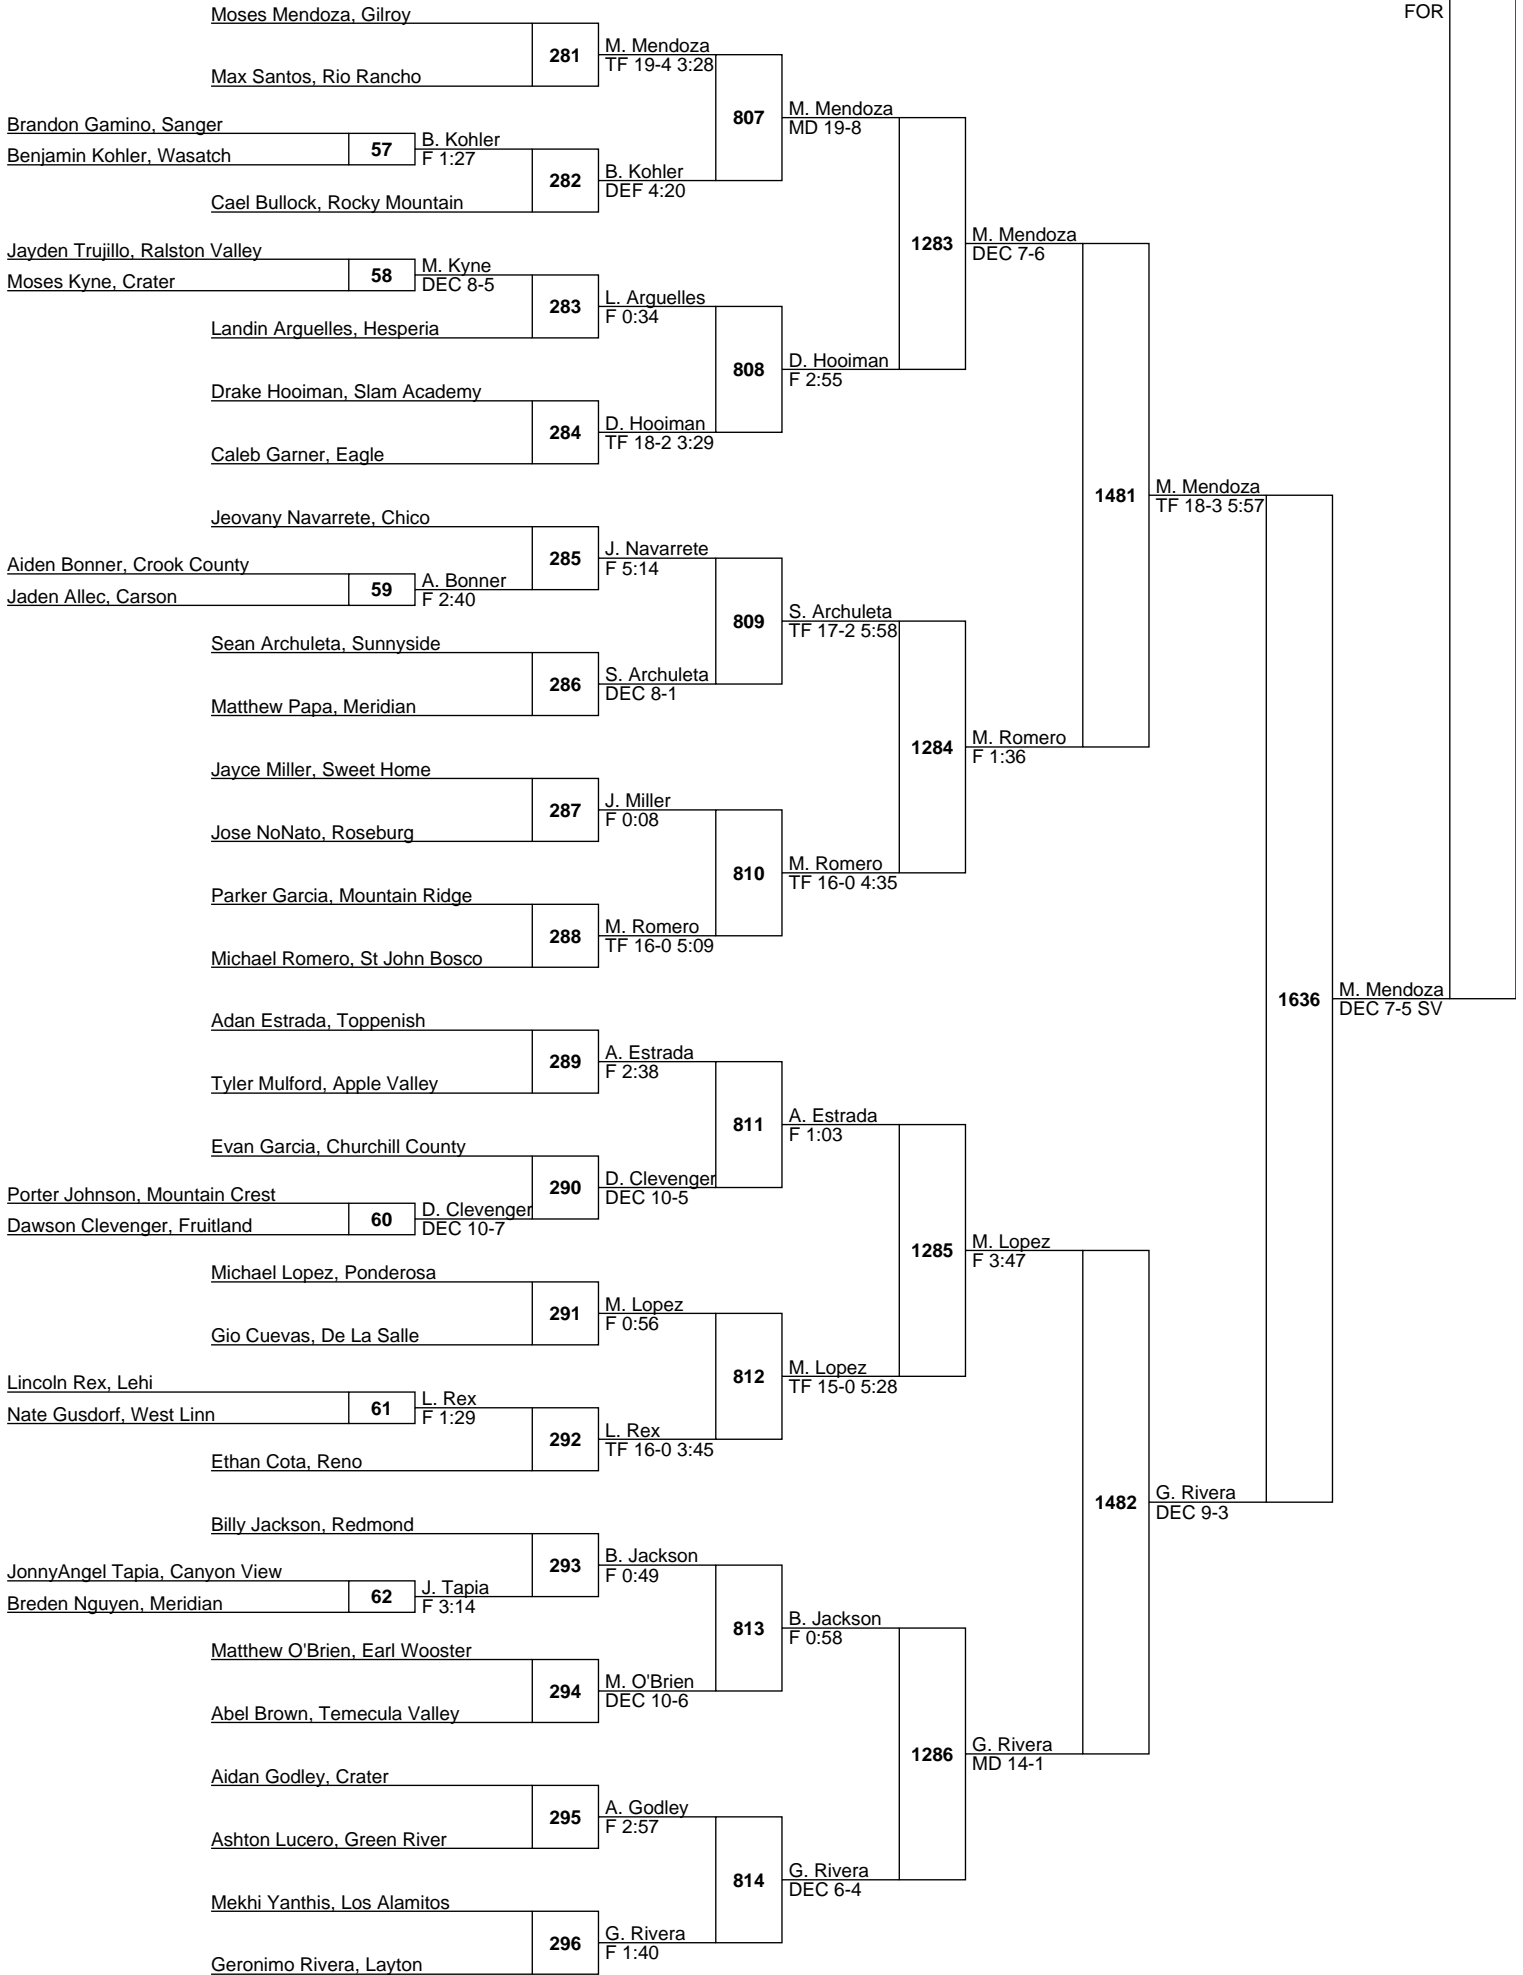 FOR
Moses Mendoza, Gilroy
281
M. Mendoza
TF 19-4 3:28
Max Santos, Rio Rancho
807
M. Mendoza
MD 19-8
Brandon Gamino, Sanger
57
B. Kohler
F 1:27
Benjamin Kohler, Wasatch
282
B. Kohler
DEF 4:20
Cael Bullock, Rocky Mountain
1283
M. Mendoza
DEC 7-6
Jayden Trujillo, Ralston Valley
58
M. Kyne
DEC 8-5
Moses Kyne, Crater
283
L. Arguelles
F 0:34
Landin Arguelles, Hesperia
808
D. Hooiman
F 2:55
Drake Hooiman, Slam Academy
284
D. Hooiman
TF 18-2 3:29
Caleb Garner, Eagle
1481
M. Mendoza
TF 18-3 5:57
Jeovany Navarrete, Chico
285
J. Navarrete
F 5:14
Aiden Bonner, Crook County
59
A. Bonner
F 2:40
Jaden Allec, Carson
809
S. Archuleta
TF 17-2 5:58
Sean Archuleta, Sunnyside
286
S. Archuleta
DEC 8-1
Matthew Papa, Meridian
1284
M. Romero
F 1:36
Jayce Miller, Sweet Home
287
J. Miller
F 0:08
Jose NoNato, Roseburg
810
M. Romero
TF 16-0 4:35
Parker Garcia, Mountain Ridge
288
M. Romero
TF 16-0 5:09
Michael Romero, St John Bosco
1636
M. Mendoza
DEC 7-5 SV
Adan Estrada, Toppenish
289
A. Estrada
F 2:38
Tyler Mulford, Apple Valley
811
A. Estrada
F 1:03
Evan Garcia, Churchill County
290
D. Clevenger
DEC 10-5
Porter Johnson, Mountain Crest
60
D. Clevenger
DEC 10-7
Dawson Clevenger, Fruitland
1285
M. Lopez
F 3:47
Michael Lopez, Ponderosa
291
M. Lopez
F 0:56
Gio Cuevas, De La Salle
812
M. Lopez
TF 15-0 5:28
Lincoln Rex, Lehi
61
L. Rex
F 1:29
Nate Gusdorf, West Linn
292
L. Rex
TF 16-0 3:45
Ethan Cota, Reno
1482
G. Rivera
DEC 9-3
Billy Jackson, Redmond
293
B. Jackson
F 0:49
JonnyAngel Tapia, Canyon View
62
J. Tapia
F 3:14
Breden Nguyen, Meridian
813
B. Jackson
F 0:58
Matthew O'Brien, Earl Wooster
294
M. O'Brien
DEC 10-6
Abel Brown, Temecula Valley
1286
G. Rivera
MD 14-1
Aidan Godley, Crater
295
A. Godley
F 2:57
Ashton Lucero, Green River
814
G. Rivera
DEC 6-4
Mekhi Yanthis, Los Alamitos
296
G. Rivera
F 1:40
Geronimo Rivera, Layton